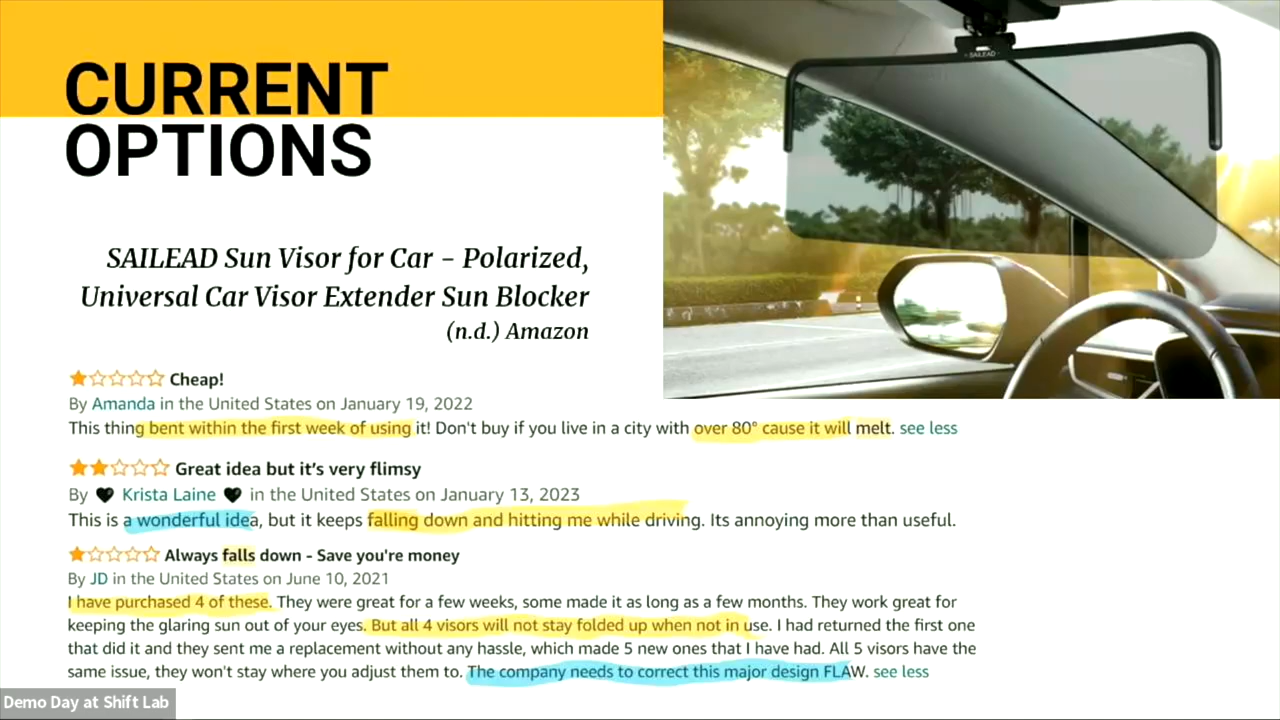 CURRENT
OPTIONS
- SAILEAD -
SAILEAD Sun Visor for Car – Polarized,
Universal Car Visor Extender Sun Blocker
(n.d.) Amazon
Cheap!
By Amanda in the United States on January 19, 2022
This thing bent within the first week of using it! Don't buy if you live in a city with over 80° cause it will melt. see less
Great idea but it's very flimsy
By 🖤 Krista Laine 🖤 in the United States on January 13, 2023
This is a wonderful idea, but it keeps falling down and hitting me while driving. Its annoying more than useful.
Always falls down - Save you're money
By JD in the United States on June 10, 2021
I have purchased 4 of these. They were great for a few weeks, some made it as long as a few months. They work great for
keeping the glaring sun out of your eyes. But all 4 visors will not stay folded up when not in use. I had returned the first one
that did it and they sent me a replacement without any hassle, which made 5 new ones that I have had. All 5 visors have the
same issue, they won't stay where you adjust them to. The company needs to correct this major design FLAW. see less
Demo Day at Shift Lab